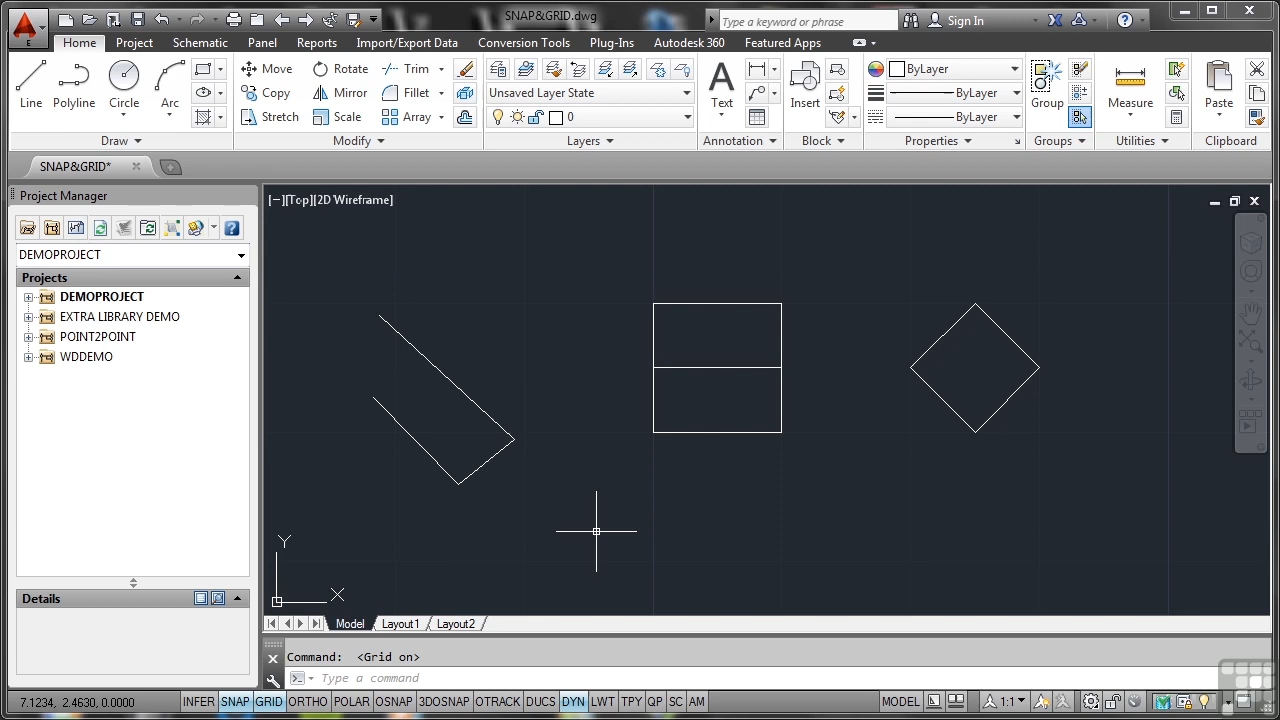 SNAP&GRID.dwg
Type a keyword or phrase
Sign In
E
Home Project Schematic Panel Reports Import/Export Data Conversion Tools Plug-Ins Autodesk 360 Featured Apps
Line Polyline Circle Arc
Move Rotate Trim
Copy Mirror Fillet
Stretch Scale Array
Unsaved Layer State
0
A
Text
Insert
ByLayer
ByLayer
ByLayer
Group
Measure
Paste
Draw Modify Layers Annotation Block Properties Groups Utilities Clipboard
SNAP&GRID*
Project Manager
DEMOPROJECT
Projects
DEMOPROJECT
EXTRA LIBRARY DEMO
POINT2POINT
WDDEMO
Details
[−][Top][2D Wireframe]
Y
X
Model Layout1 Layout2
Command: <Grid on>
Type a command
7.1234, 2.4630, 0.0000
INFER SNAP GRID ORTHO POLAR OSNAP 3DOSNAP OTRACK DUCS DYN LWT TPY QP SC AM
MODEL
1:1